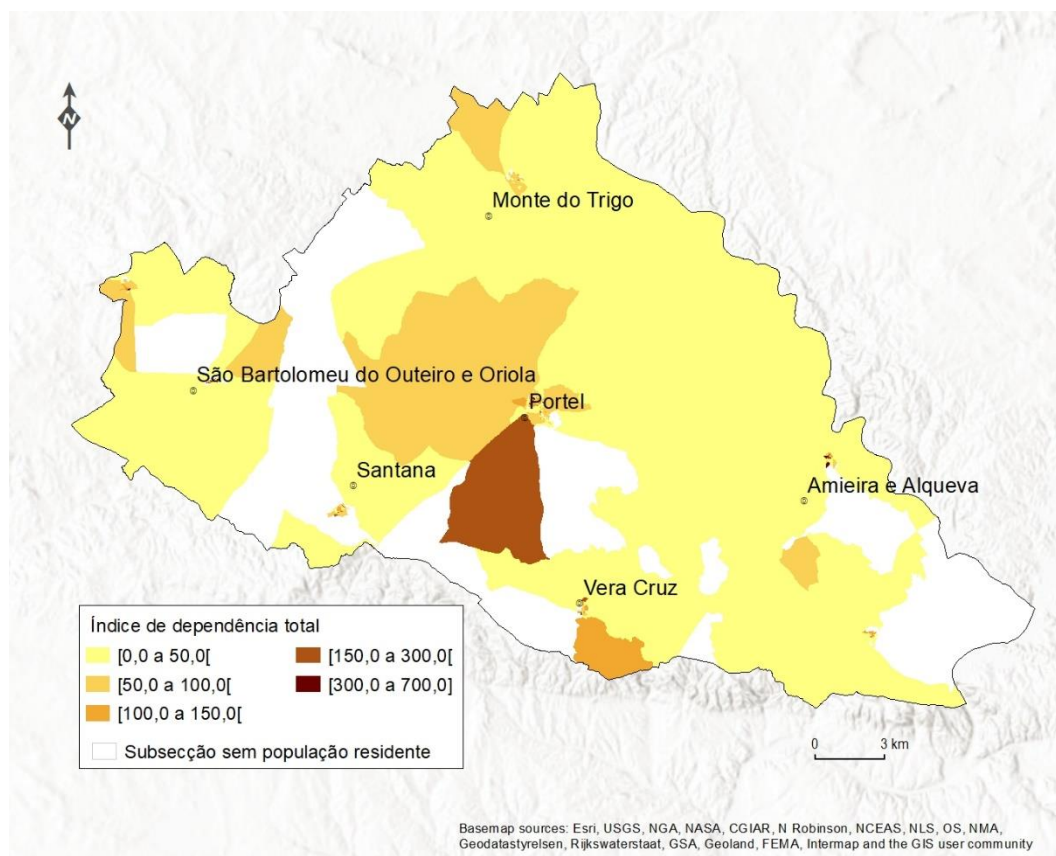 N
Monte do Trigo
São Bartolomeu do Outeiro e Oriola
Portel
Santana
Amieira e Alqueva
Vera Cruz
Índice de dependência total
[0,0 a 50,0[
[150,0 a 300,0[
[50,0 a 100,0[
[300,0 a 700,0]
[100,0 a 150,0[
Subsecção sem população residente
0 3 km
Basemap sources: Esri, USGS, NGA, NASA, CGIAR, N Robinson, NCEAS, NLS, OS, NMA,
Geodatastyrelsen, Rijkswaterstaat, GSA, Geoland, FEMA, Intermap and the GIS user community